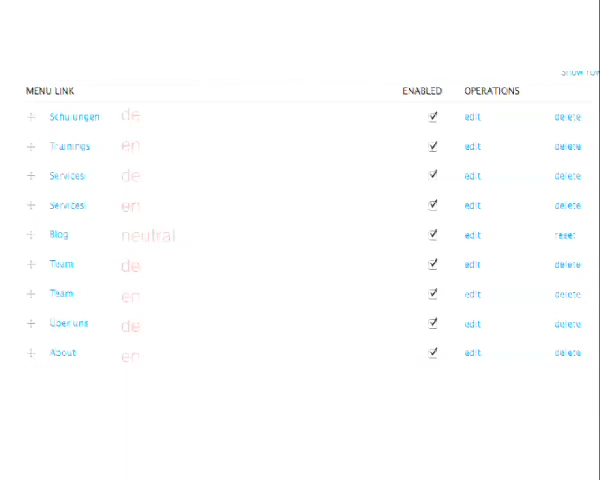 SHOW ROW
MENU LINK ENABLED OPERATIONS
Schulungen de edit delete
Trainings en edit delete
Services de edit delete
Services en edit delete
Blog neutral edit reset
Team de edit delete
Team en edit delete
Über uns de edit delete
About en edit delete